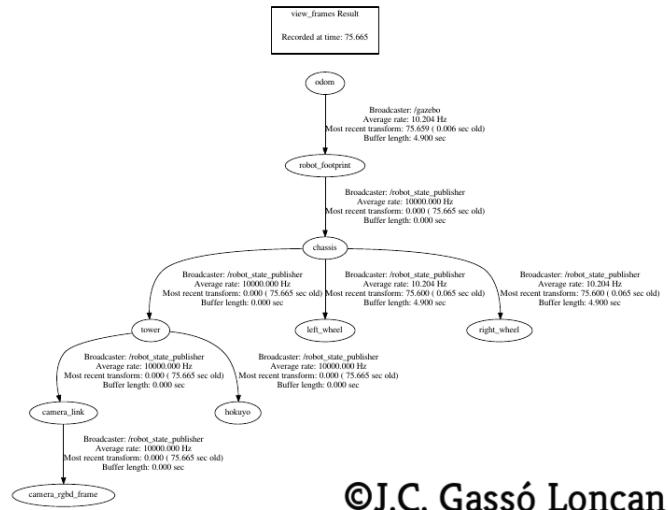 view_frames Result
Recorded at time: 75.665
odom
Broadcaster: /gazebo
Average rate: 10.204 Hz
Most recent transform: 75.659 ( 0.006 sec old)
Buffer length: 4.900 sec
robot_footprint
Broadcaster: /robot_state_publisher
Average rate: 10000.000 Hz
Most recent transform: 0.000 ( 75.665 sec old)
Buffer length: 0.000 sec
chassis
Broadcaster: /robot_state_publisher
Average rate: 10000.000 Hz
Most recent transform: 0.000 ( 75.665 sec old)
Buffer length: 0.000 sec
Broadcaster: /robot_state_publisher
Average rate: 10.204 Hz
Most recent transform: 75.600 ( 0.065 sec old)
Buffer length: 4.900 sec
Broadcaster: /robot_state_publisher
Average rate: 10.204 Hz
Most recent transform: 75.600 ( 0.065 sec old)
Buffer length: 4.900 sec
tower
left_wheel
right_wheel
Broadcaster: /robot_state_publisher
Average rate: 10000.000 Hz
Most recent transform: 0.000 ( 75.665 sec old)
Buffer length: 0.000 sec
Broadcaster: /robot_state_publisher
Average rate: 10000.000 Hz
Most recent transform: 0.000 ( 75.665 sec old)
Buffer length: 0.000 sec
camera_link
hokuyo
Broadcaster: /robot_state_publisher
Average rate: 10000.000 Hz
Most recent transform: 0.000 ( 75.665 sec old)
Buffer length: 0.000 sec
camera_rgbd_frame
©J.C. Gassó Loncan